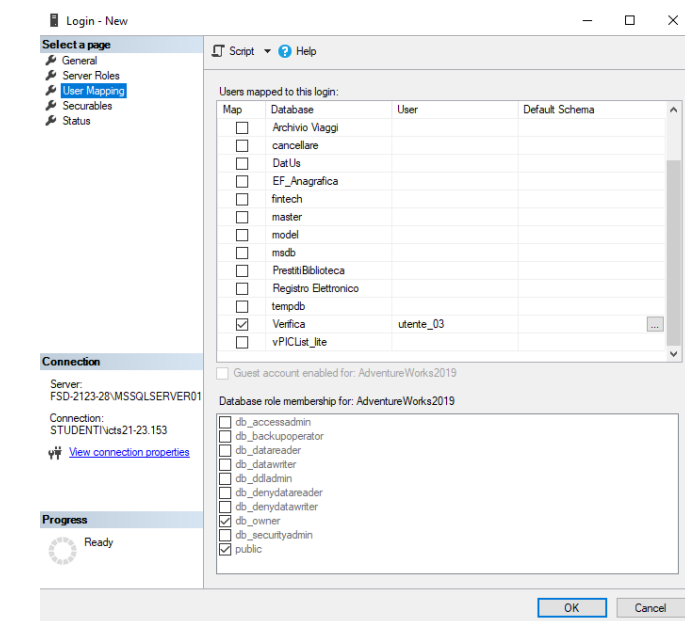 Login - New
Select a page
General
Server Roles
User Mapping
Securables
Status
Script
Help
Users mapped to this login:
Map Database User Default Schema
Archivio Viaggi
cancellare
DatUs
EF_Anagrafica
fintech
master
model
msdb
PrestitiBiblioteca
Registro Elettronico
tempdb
Verifica utente_03 ...
vPICList_lite
Guest account enabled for: AdventureWorks2019
Database role membership for: AdventureWorks2019
db_accessadmin
db_backupoperator
db_datareader
db_datawriter
db_ddladmin
db_denydatareader
db_denydatawriter
db_owner
db_securityadmin
public
Connection
Server:
FSD-2123-28\MSSQLSERVER01
Connection:
STUDENTI\icts21-23.153
View connection properties
Progress
Ready
OK Cancel